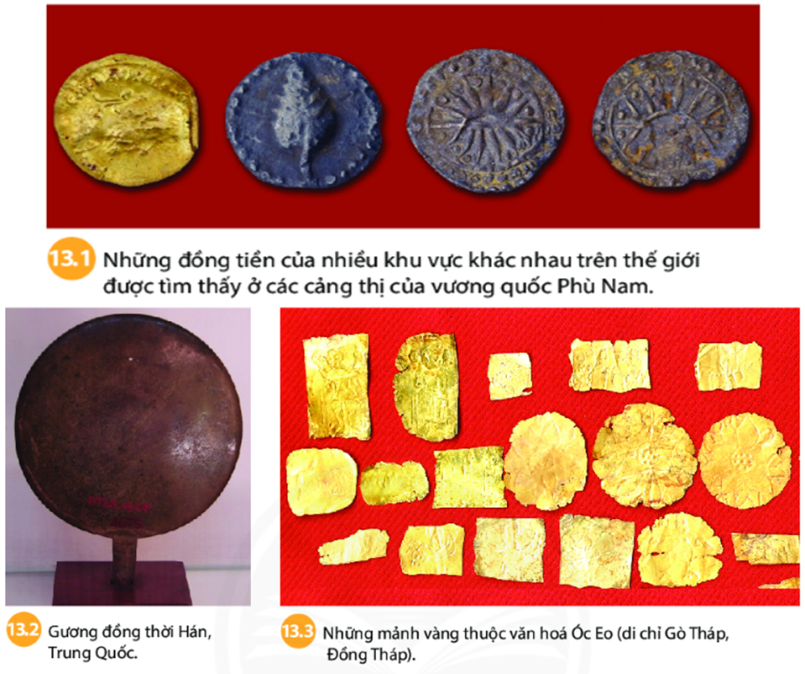 13.1 Những đồng tiền của nhiều khu vực khác nhau trên thế giới
được tìm thấy ở các cảng thị của vương quốc Phù Nam.
13.2 Gương đồng thời Hán,
Trung Quốc.
13.3 Những mảnh vàng thuộc văn hoá Óc Eo (di chỉ Gò Tháp,
Đồng Tháp).